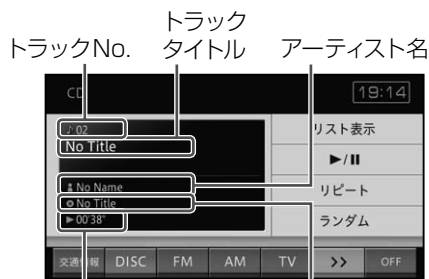 トラック
トラックNo. タイトル アーティスト名
CD 19:14
♪ 02 リスト表示
No Title
▶/II
No Name リピート
No Title
▶ 00'38" ランダム
交通情報 DISC FM AM TV >> OFF